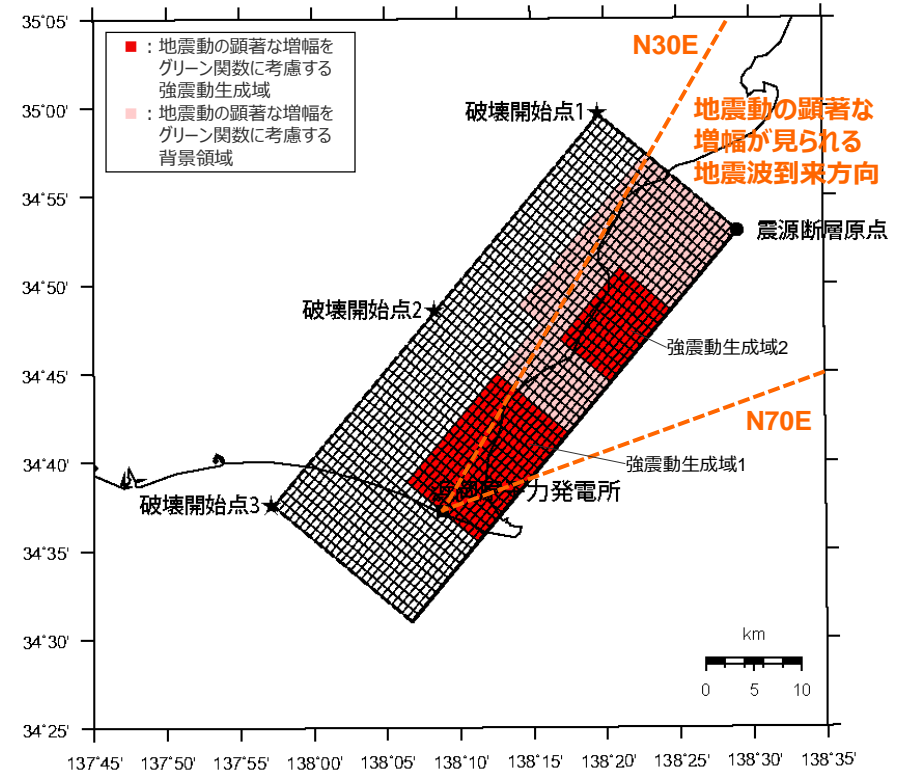 35°05'
35°00'
34°55'
34°50'
34°45'
34°40'
34°35'
34°30'
34°25'
■：地震動の顕著な増幅を
グリーン関数に考慮する
強震動生成域
■：地震動の顕著な増幅を
グリーン関数に考慮する
背景領域
N30E
破壊開始点1
地震動の顕著な
増幅が見られる
地震波到来方向
震源断層原点
破壊開始点2
強震動生成域2
N70E
強震動生成域1
力発電所
破壊開始点3
km
0 5 10
137°45' 137°50' 137°55' 138°00' 138°05' 138°10' 138°15' 138°20' 138°25' 138°30' 138°35'